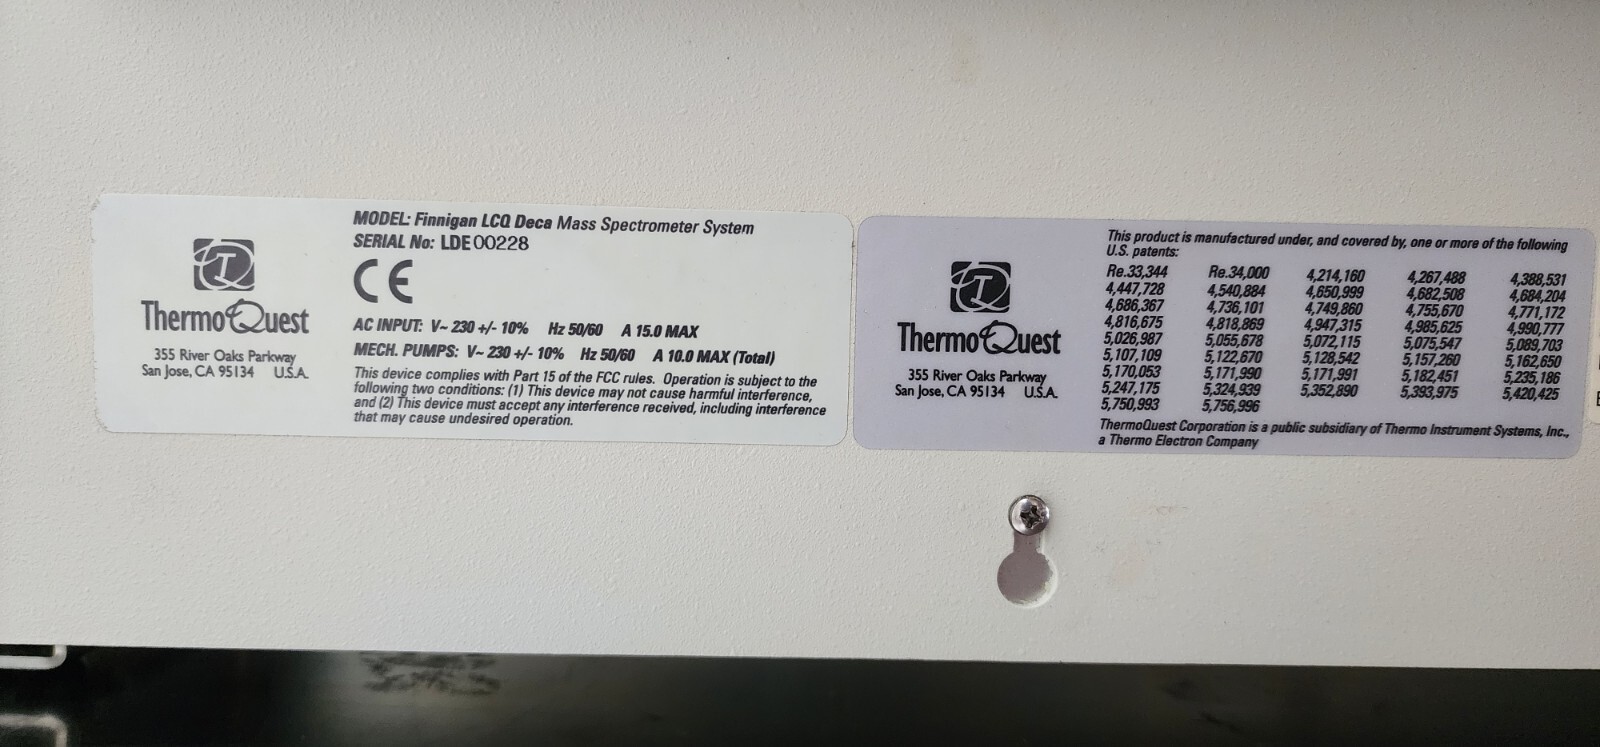 MODEL: Finnigan LCQ Deca Mass Spectrometer System
SERIAL No: LDE 00228
CE
ThermoQuest
355 River Oaks Parkway
San Jose, CA 95134 U.S.A.
AC INPUT: V~ 230 +/- 10% Hz 50/60 A 15.0 MAX
MECH. PUMPS: V~ 230 +/- 10% Hz 50/60 A 10.0 MAX (Total)
This device complies with Part 15 of the FCC rules. Operation is subject to the
following two conditions: (1) This device may not cause harmful interference,
and (2) This device must accept any interference received, including interference
that may cause undesired operation.
ThermoQuest
355 River Oaks Parkway
San Jose, CA 95134 U.S.A.
This product is manufactured under, and covered by, one or more of the following
U.S. patents:
Re.33,344 Re.34,000 4,214,160 4,267,488 4,388,531
4,447,728 4,540,884 4,650,999 4,682,508 4,684,204
4,686,367 4,736,101 4,749,860 4,755,670 4,771,172
4,816,675 4,818,869 4,947,315 4,985,625 4,990,777
5,026,987 5,055,678 5,072,115 5,075,547 5,089,703
5,107,109 5,122,670 5,128,542 5,157,260 5,162,650
5,170,053 5,171,990 5,171,991 5,182,451 5,235,186
5,247,175 5,324,939 5,352,890 5,393,975 5,420,425
5,750,993 5,756,996
ThermoQuest Corporation is a public subsidiary of Thermo Instrument Systems, Inc.,
a Thermo Electron Company